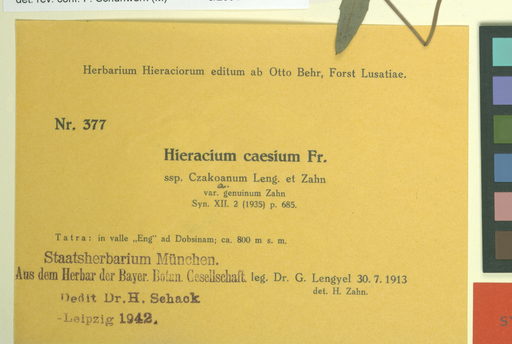 Herbarium Hieraciorum editum ab Otto Behr, Forst Lusatiae.
Nr. 377
Hieracium caesium Fr.
ssp. Czakoanum Leng. et Zahn
α.
var. genuinum Zahn
Syn. XII. 2 (1935) p. 685.
Tatra: in valle „Eng" ad Dobsinam; ca. 800 m s. m.
Staatsherbarium München.
Aus dem Herbar der Bayer. Botan. Gesellschaft. leg. Dr. G. Lengyel 30. 7. 1913
det. H. Zahn.
Dedit Dr. H. Schack
-Leipzig 1942.